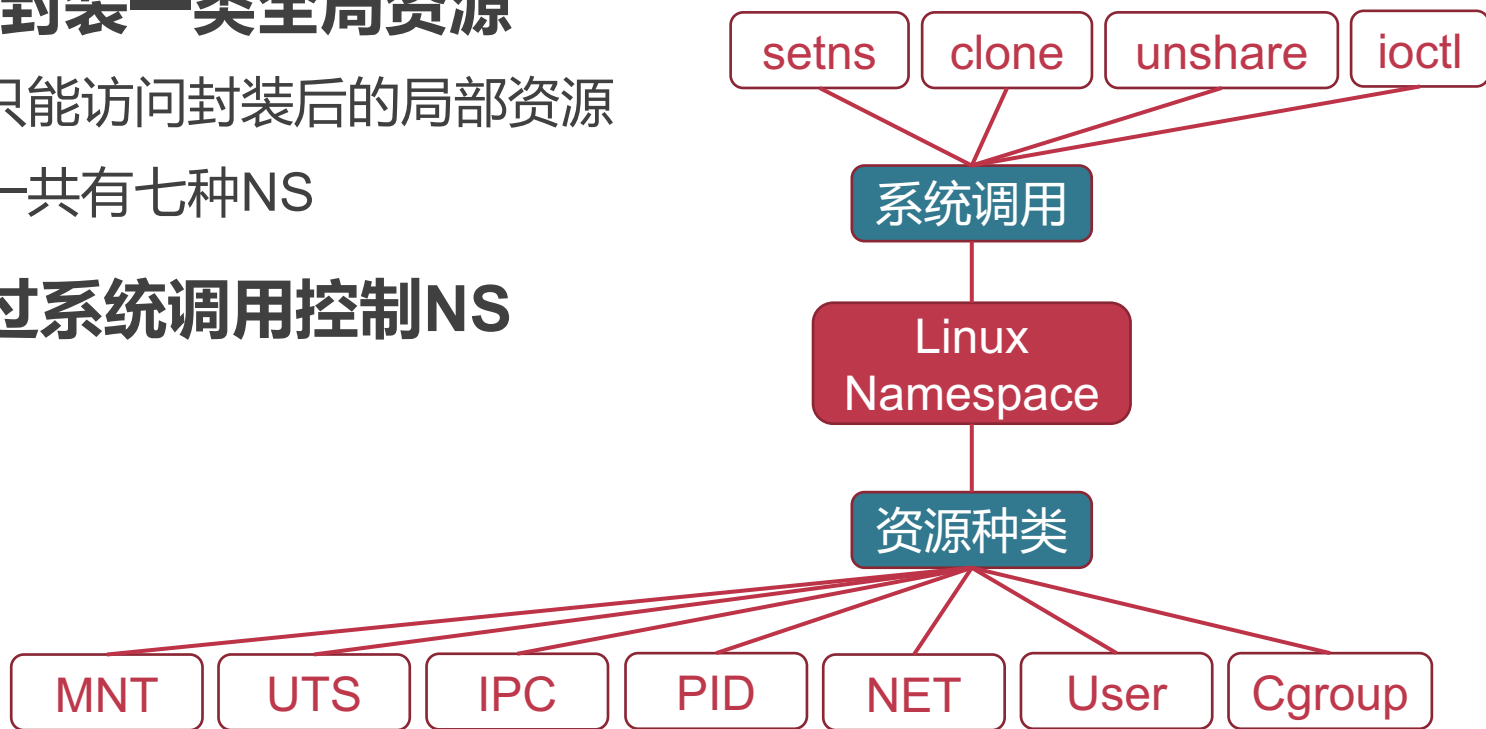 封装一类全局资源
只能访问封装后的局部资源
一共有七种NS
过系统调用控制NS
setns
clone
unshare
ioctl
系统调用
Linux
Namespace
资源种类
MNT
UTS
IPC
PID
NET
User
Cgroup